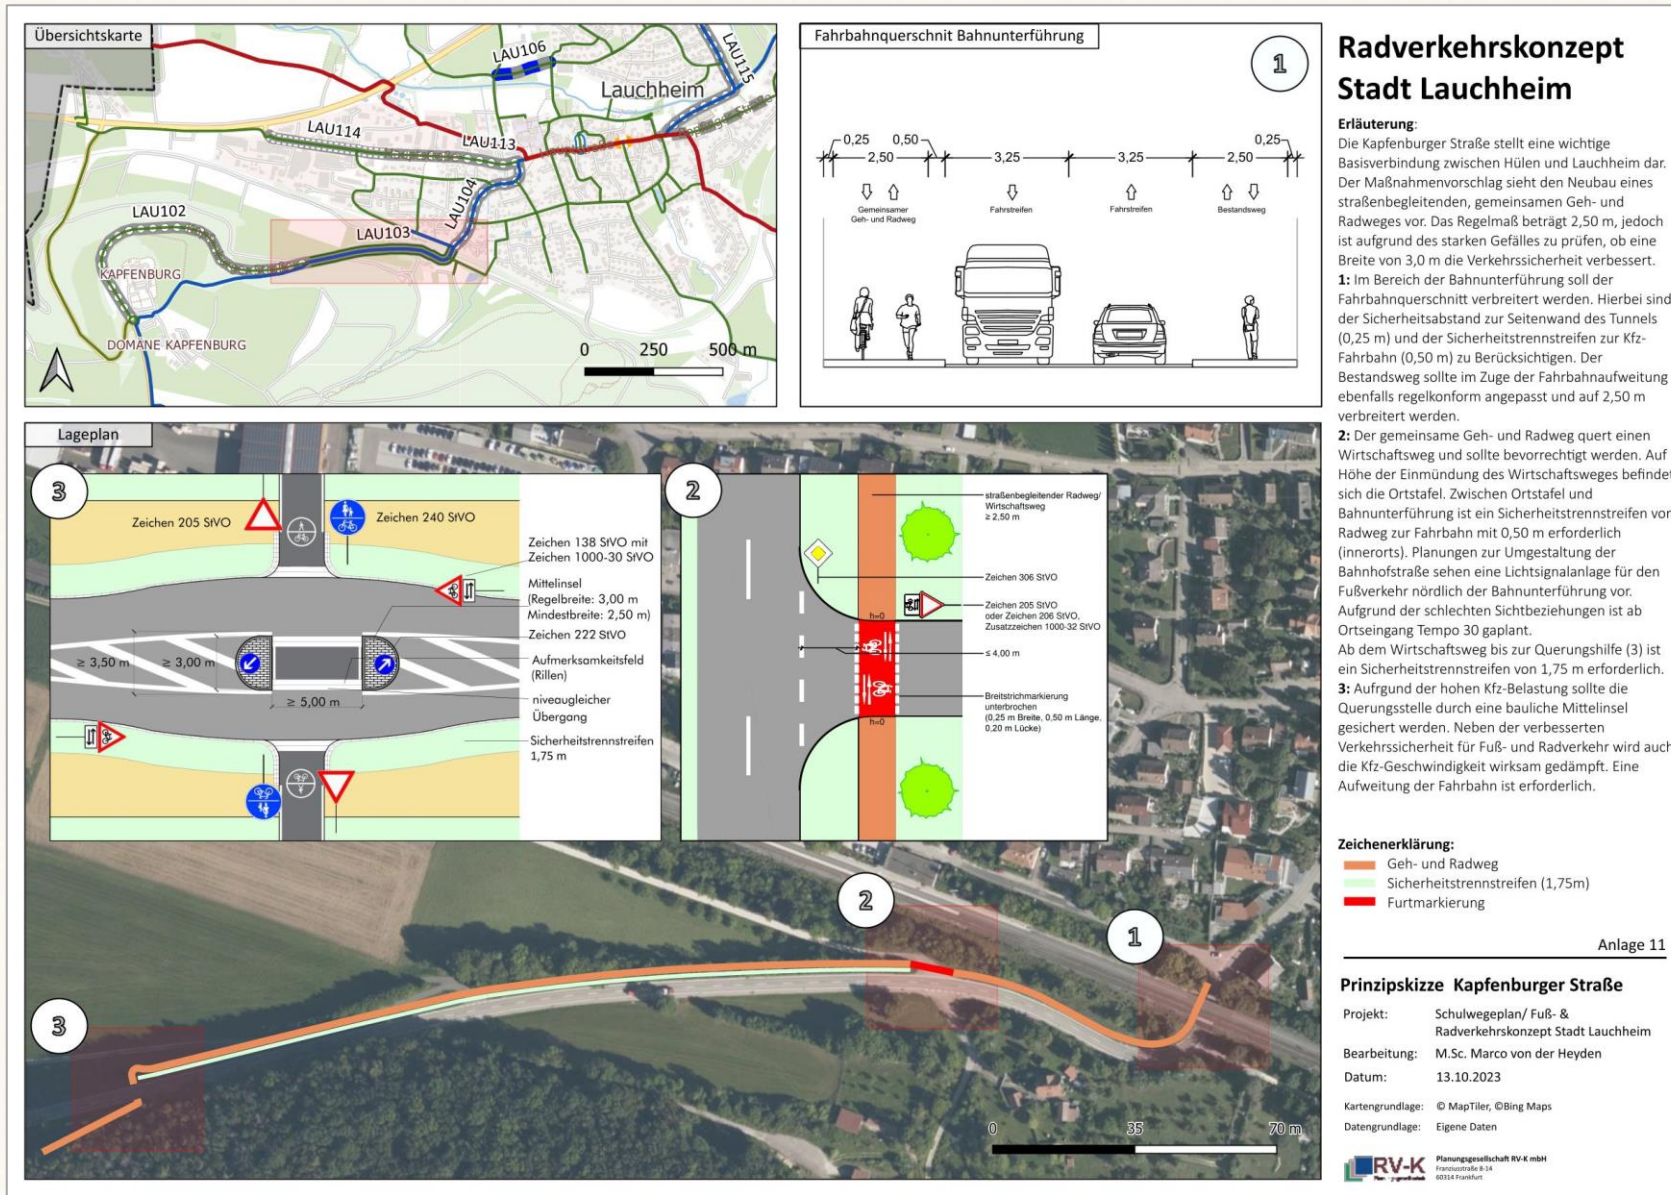 Übersichtskarte
LAU106
LAU115
Lauchheim
LAU114
LAU113
LAU104
LAU102
LAU103
KAPFENBURG
DOMÄNE KAPFENBURG
0 250 500 m
Fahrbahnquerschnit Bahnunterführung
1
0,25 0,50 0,25
2,50 3,25 3,25 2,50
Gemeinsamer
Geh- und Radweg
Fahrstreifen
Fahrstreifen
Bestandsweg
Lageplan
3
Zeichen 205 StVO
Zeichen 240 StVO
Zeichen 138 StVO mit
Zeichen 1000-30 StVO
Mittelinsel
(Regelbreite: 3,00 m
Mindestbreite: 2,50 m)
Zeichen 222 StVO
≥ 3,50 m
≥ 3,00 m
Aufmerksamkeitsfeld
(Rillen)
≥ 5,00 m
niveaugleicher
Übergang
Sicherheitstrennstreifen
1,75 m
2
straßenbegleitender Radweg/
Wirtschaftsweg
≥ 2,50 m
Zeichen 306 StVO
Zeichen 205 StVO
oder Zeichen 206 StVO,
Zusatzzeichen 1000-32 StVO
h=0
≤ 4,00 m
Breitstrichmarkierung
unterbrochen
(0,25 m Breite, 0,50 m Länge,
0,20 m Lücke)
h=0
2
1
3
0 35 70 m
Radverkehrskonzept
Stadt Lauchheim
Erläuterung:
Die Kapfenburger Straße stellt eine wichtige
Basisverbindung zwischen Hülen und Lauchheim dar.
Der Maßnahmenvorschlag sieht den Neubau eines
straßenbegleitenden, gemeinsamen Geh- und
Radweges vor. Das Regelmaß beträgt 2,50 m, jedoch
ist aufgrund des starken Gefälles zu prüfen, ob eine
Breite von 3,0 m die Verkehrssicherheit verbessert.
1: Im Bereich der Bahnunterführung soll der
Fahrbahnquerschnitt verbreitert werden. Hierbei sind
der Sicherheitsabstand zur Seitenwand des Tunnels
(0,25 m) und der Sicherheitstrennstreifen zur Kfz-
Fahrbahn (0,50 m) zu Berücksichtigen. Der
Bestandsweg sollte im Zuge der Fahrbahnaufweitung
ebenfalls regelkonform angepasst und auf 2,50 m
verbreitert werden.
2: Der gemeinsame Geh- und Radweg quert einen
Wirtschaftsweg und sollte bevorrechtigt werden. Auf
Höhe der Einmündung des Wirtschaftsweges befindet
sich die Ortstafel. Zwischen Ortstafel und
Bahnunterführung ist ein Sicherheitstrennstreifen vom
Radweg zur Fahrbahn mit 0,50 m erforderlich
(innerorts). Planungen zur Umgestaltung der
Bahnhofstraße sehen eine Lichtsignalanlage für den
Fußverkehr nördlich der Bahnunterführung vor.
Aufgrund der schlechten Sichtbeziehungen ist ab
Ortseingang Tempo 30 gaplant.
Ab dem Wirtschaftsweg bis zur Querungshilfe (3) ist
ein Sicherheitstrennstreifen von 1,75 m erforderlich.
3: Aufrgund der hohen Kfz-Belastung sollte die
Querungsstelle durch eine bauliche Mittelinsel
gesichert werden. Neben der verbesserten
Verkehrssicherheit für Fuß- und Radverkehr wird auch
die Kfz-Geschwindigkeit wirksam gedämpft. Eine
Aufweitung der Fahrbahn ist erforderlich.
Zeichenerklärung:
Geh- und Radweg
Sicherheitstrennstreifen (1,75m)
Furtmarkierung
Anlage 11
Prinzipskizze Kapfenburger Straße
Projekt: Schulwegeplan/ Fuß- &
Radverkehrskonzept Stadt Lauchheim
Bearbeitung: M.Sc. Marco von der Heyden
Datum: 13.10.2023
Kartengrundlage: © MapTiler, ©Bing Maps
Datengrundlage: Eigene Daten
RV-K
Planungsgesellschaft RV-K mbH
Franziusstraße 8-14
60314 Frankfurt